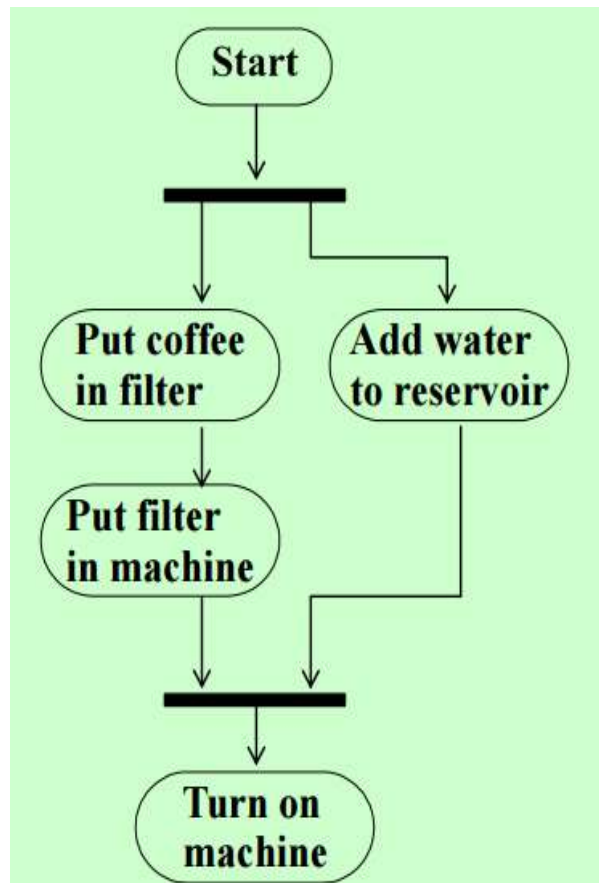 Start
Put coffee
in filter
Add water
to reservoir
Put filter
in machine
Turn on
machine